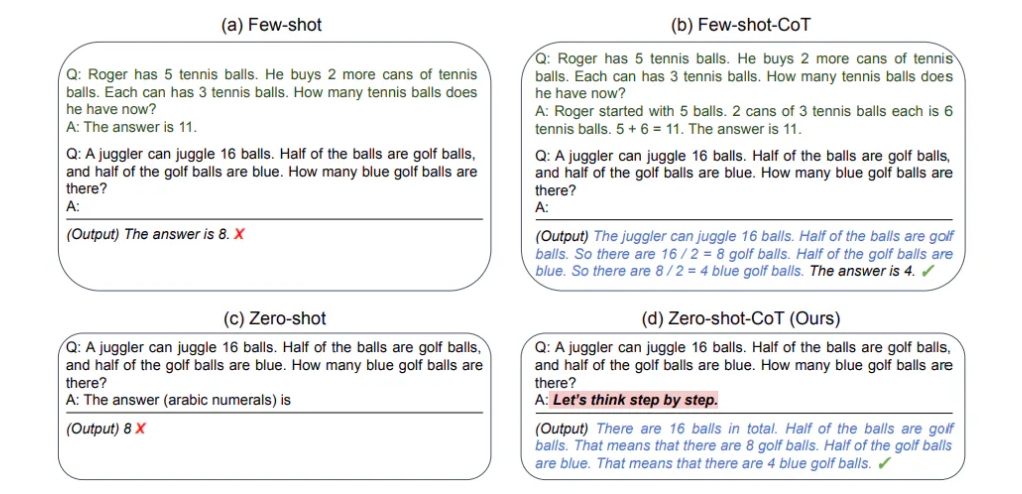 (a) Few-shot
Q: Roger has 5 tennis balls. He buys 2 more cans of tennis
balls. Each can has 3 tennis balls. How many tennis balls does
he have now?
A: The answer is 11.
Q: A juggler can juggle 16 balls. Half of the balls are golf balls,
and half of the golf balls are blue. How many blue golf balls are
there?
A:
(Output) The answer is 8. X
(b) Few-shot-CoT
Q: Roger has 5 tennis balls. He buys 2 more cans of tennis
balls. Each can has 3 tennis balls. How many tennis balls does
he have now?
A: Roger started with 5 balls. 2 cans of 3 tennis balls each is 6
tennis balls. 5 + 6 = 11. The answer is 11.
Q: A juggler can juggle 16 balls. Half of the balls are golf balls,
and half of the golf balls are blue. How many blue golf balls are
there?
A:
(Output) The juggler can juggle 16 balls. Half of the balls are golf
balls. So there are 16 / 2 = 8 golf balls. Half of the golf balls are
blue. So there are 8 / 2 = 4 blue golf balls. The answer is 4. ✓
(c) Zero-shot
Q: A juggler can juggle 16 balls. Half of the balls are golf balls,
and half of the golf balls are blue. How many blue golf balls are
there?
A: The answer (arabic numerals) is
(Output) 8 X
(d) Zero-shot-CoT (Ours)
Q: A juggler can juggle 16 balls. Half of the balls are golf balls,
and half of the golf balls are blue. How many blue golf balls are
there?
A: Let's think step by step.
(Output) There are 16 balls in total. Half of the balls are golf
balls. That means that there are 8 golf balls. Half of the golf balls
are blue. That means that there are 4 blue golf balls. ✓